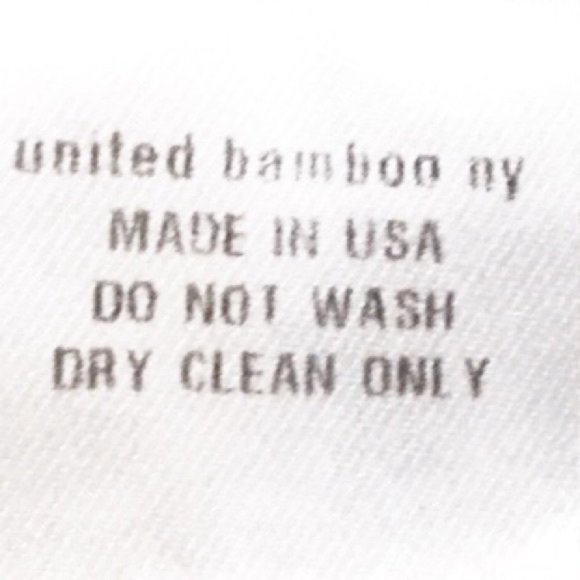 united bamboo ny
MADE IN USA
DO NOT WASH
DRY CLEAN ONLY